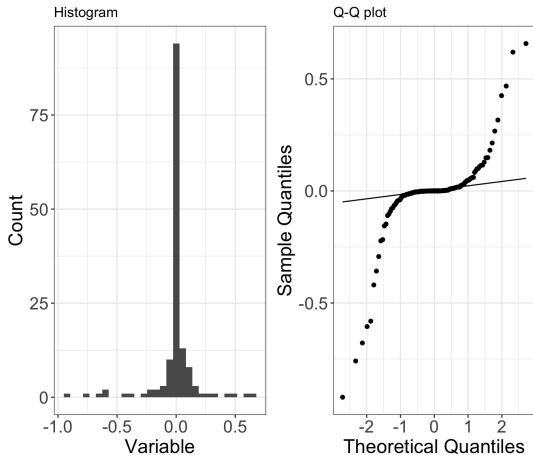 Histogram
Count
75
50
25
0
-1.0
-0.5
0.0
0.5
Variable
Q-Q plot
Sample Quantiles
0.5
0.0
-0.5
-2
-1
0
1
2
Theoretical Quantiles